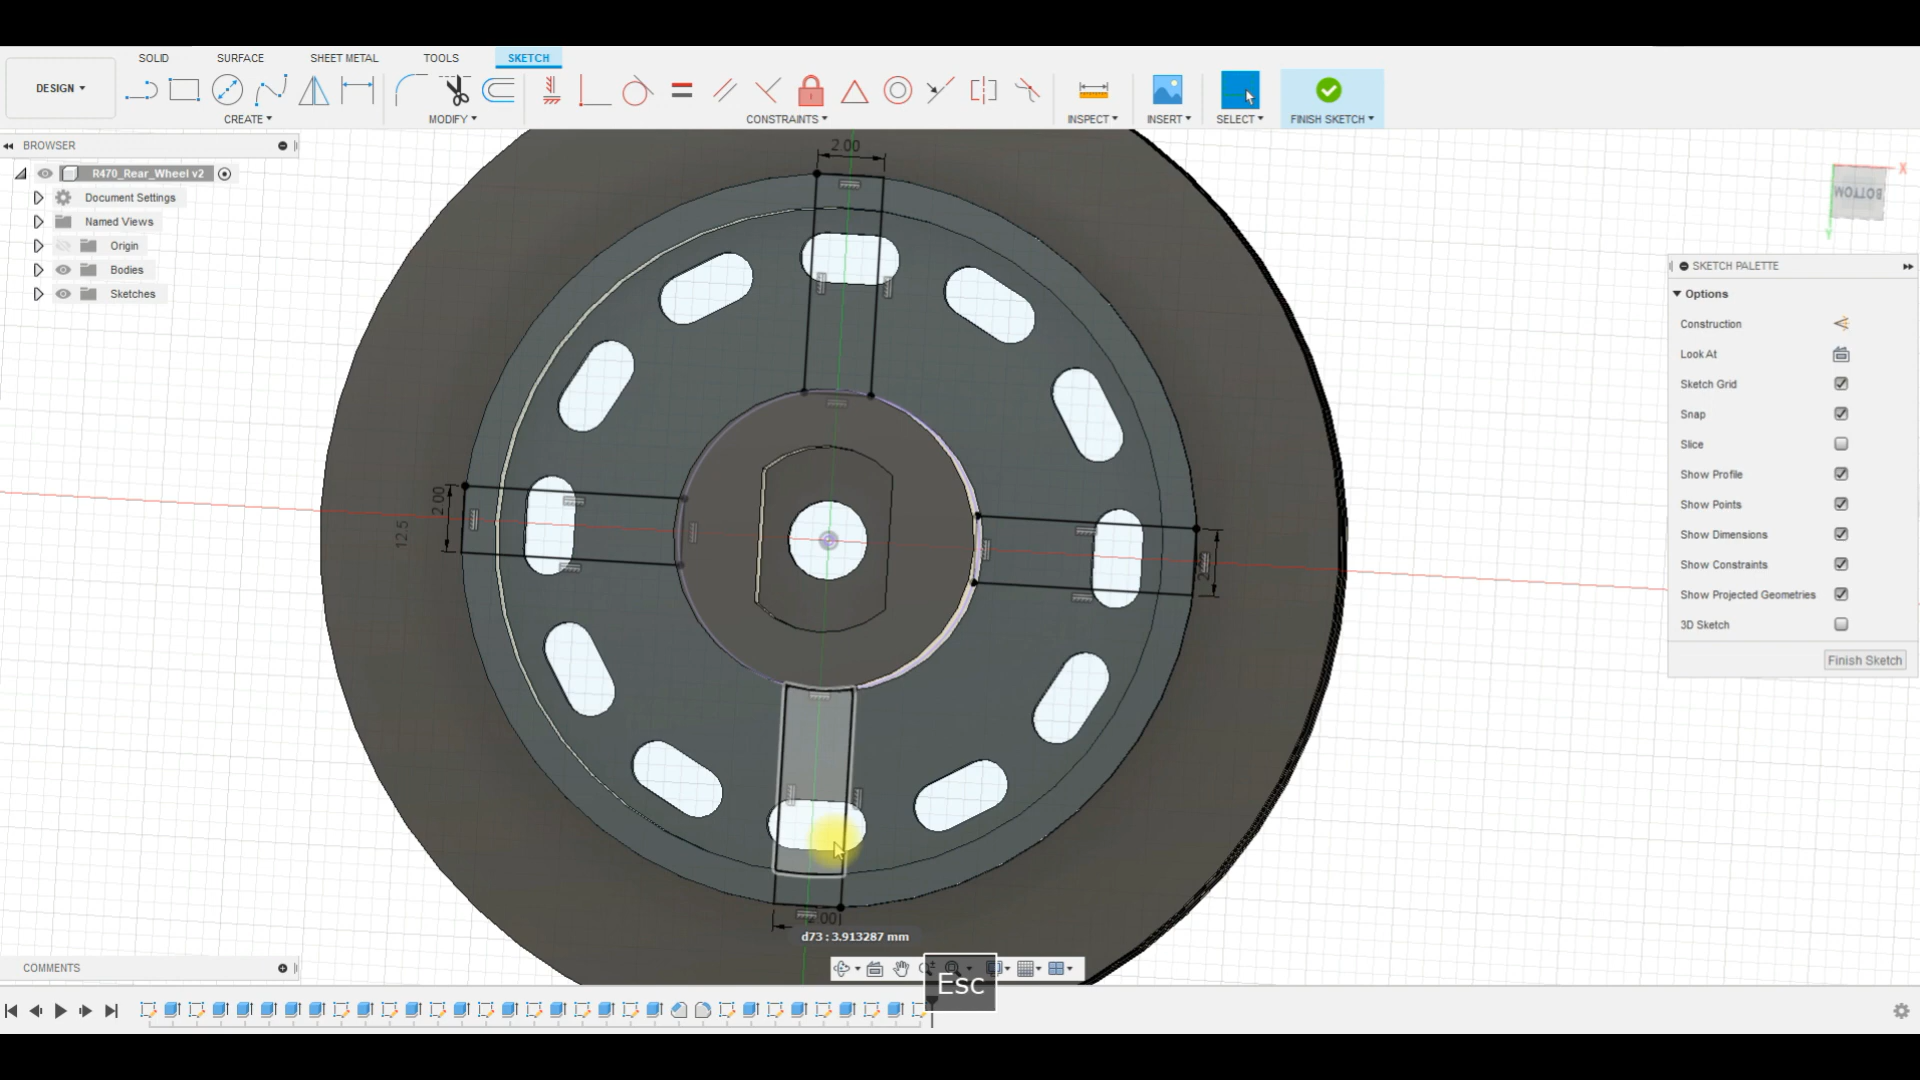 SOLID SURFACE SHEET METAL TOOLS SKETCH
DESIGN
CREATE MODIFY CONSTRAINTS INSPECT INSERT SELECT FINISH SKETCH
BROWSER
R470_Rear_Wheel v2
Document Settings
Named Views
Origin
Bodies
Sketches
2.00
2.00
12.5
2.00
d73 : 3.913287 mm
BOTTOM
X
SKETCH PALETTE
Options
Construction
Look At
Sketch Grid
Snap
Slice
Show Profile
Show Points
Show Dimensions
Show Constraints
Show Projected Geometries
3D Sketch
Finish Sketch
COMMENTS
Esc